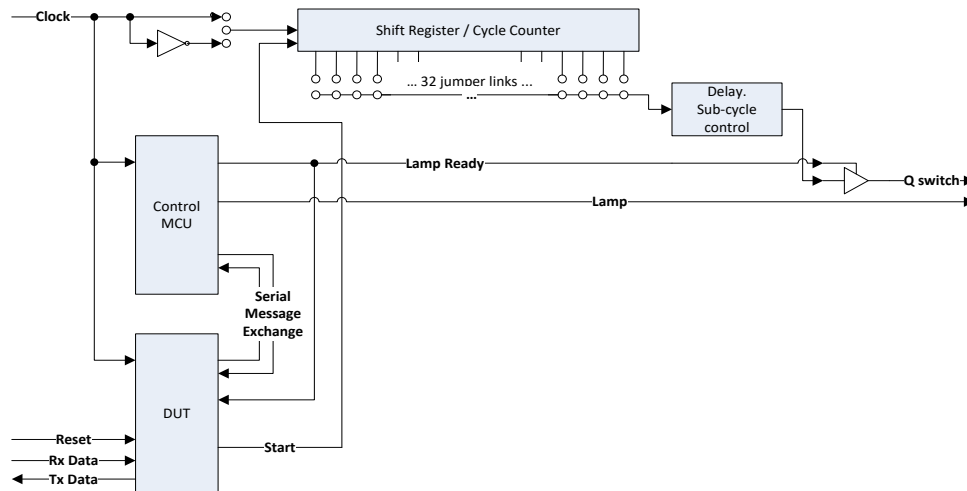 Clock
Shift Register / Cycle Counter
... 32 jumper links ...
...
Delay.
Sub-cycle
control
Lamp Ready
Q switch
Lamp
Control
MCU
Serial
Message
Exchange
DUT
Start
Reset
Rx Data
Tx Data